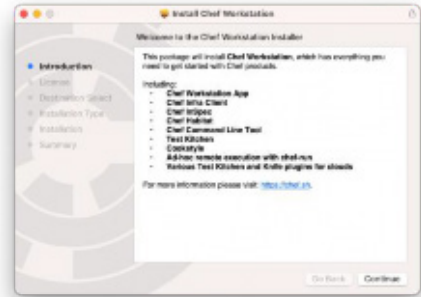 Install Chef Workstation
Welcome to the Chef Workstation Installer
Introduction
License
Destination Select
Installation Type
Installation
Summary
This package will install Chef Workstation, which has everything you
need to get started with Chef products.
Including:
- Chef Workstation App
- Chef Infra Client
- Chef InSpec
- Chef Habitat
- Chef Command Line Tool
- Test Kitchen
- Cookstyle
- Ad-hoc remote execution with chef-run
- Various Test Kitchen and Knife plugins for clouds
For more information please visit: https://chef.sh.
Go Back
Continue